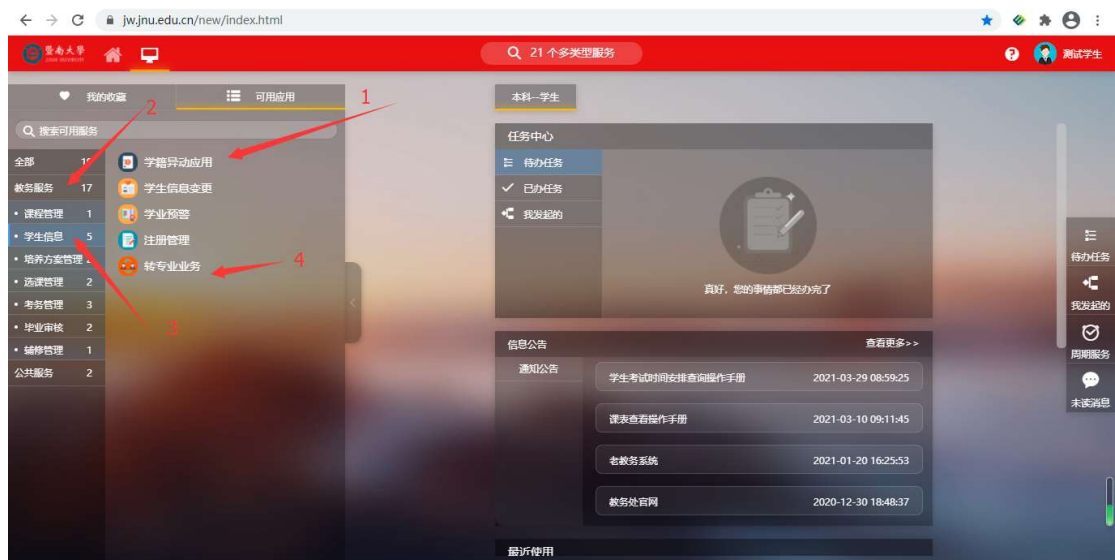 jw.jnu.edu.cn/new/index.html
暨南大學
JINAN UNIVERSITY
21 个多类型服务
测试学生
我的收藏
可用应用
1
2
搜索可用服务
全部
教务服务 17
课程管理 1
学生信息 5
培养方案管理
选课管理 2
考务管理 3
毕业审核 2
辅修管理 1
公共服务 2
学籍异动应用
学生信息变更
学业预警
注册管理
转专业业务
4
3
本科--学生
任务中心
待办任务
已办任务
我发起的
真好，您的事情都已经办完了
信息公告
查看更多>>
通知公告
学生考试时间安排查询操作手册 2021-03-29 08:59:25
课表查看操作手册 2021-03-10 09:11:45
老教务系统 2021-01-20 16:25:53
教务处官网 2020-12-30 18:48:37
最近使用
待办任务
我发起的
周期服务
未读消息